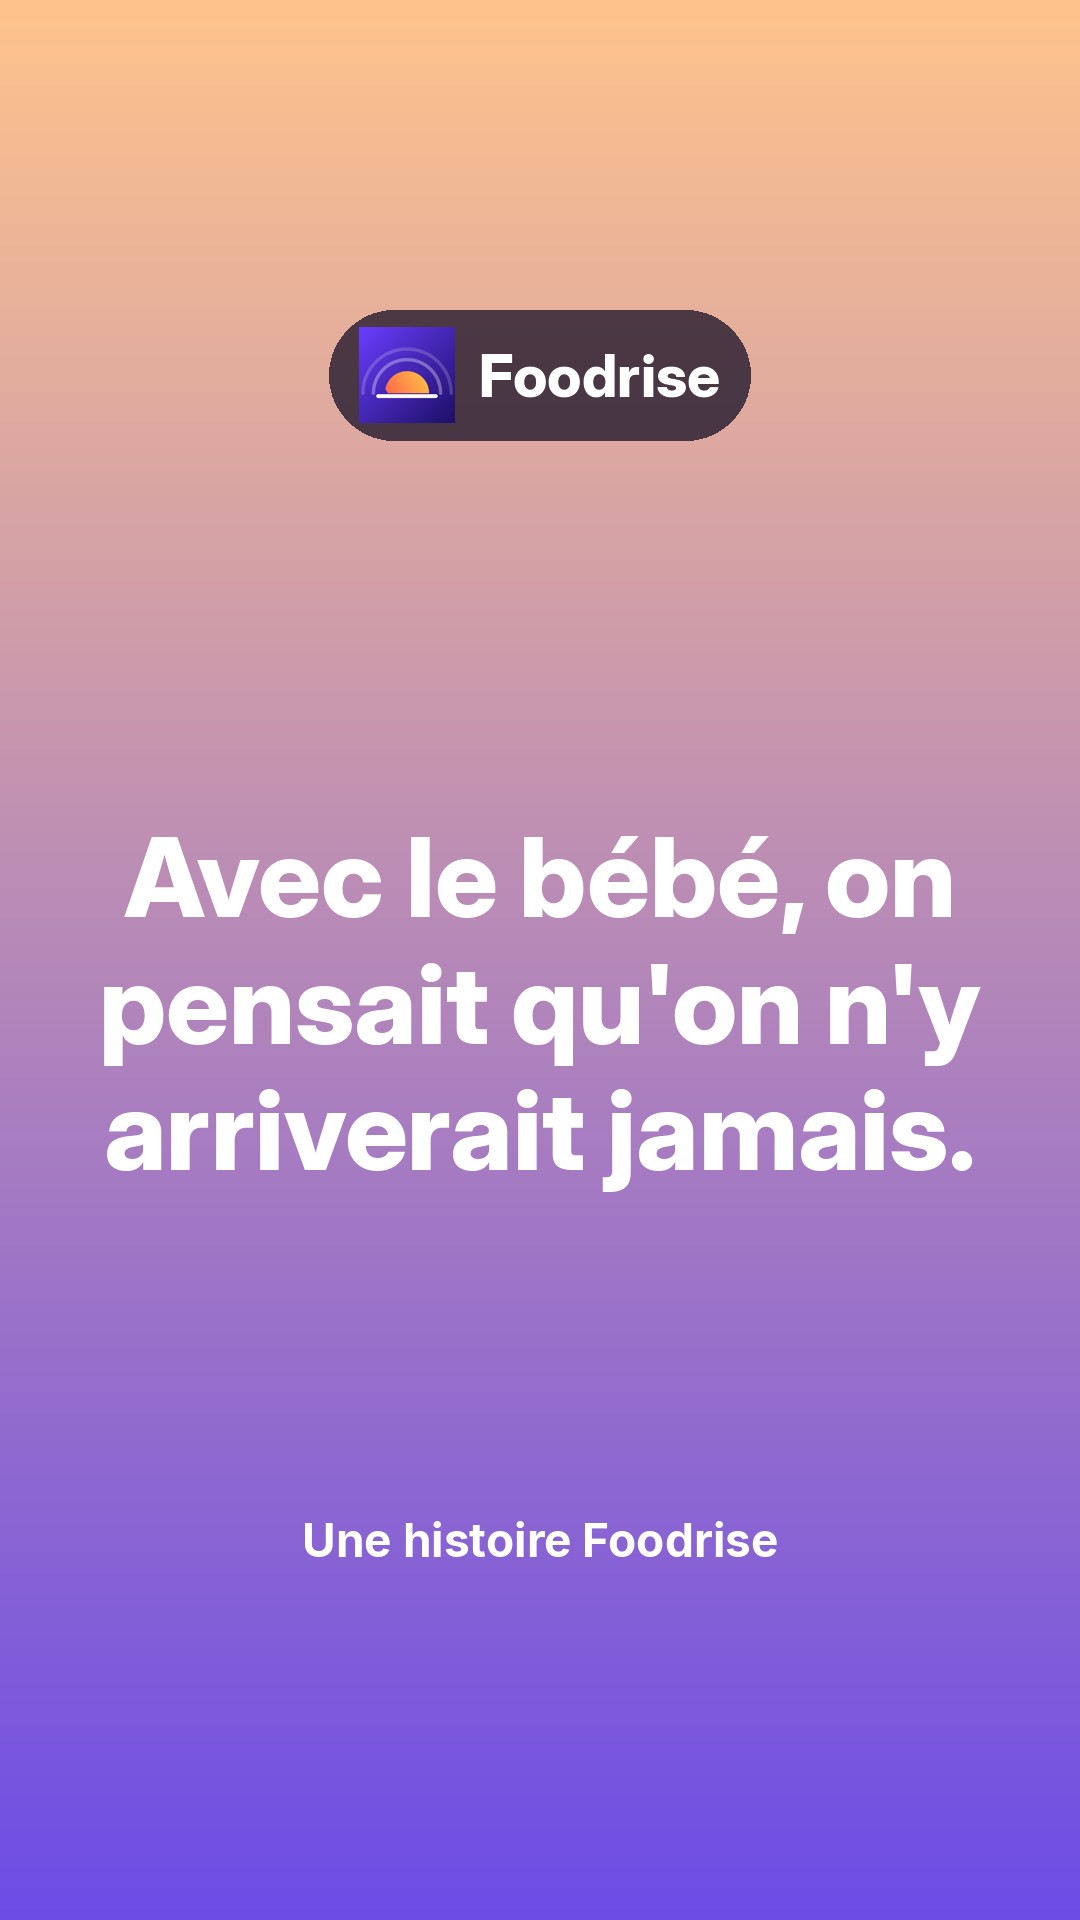 Foodrise
Avec le bébé, on
pensait qu'on n'y
arriverait jamais.
Une histoire Foodrise